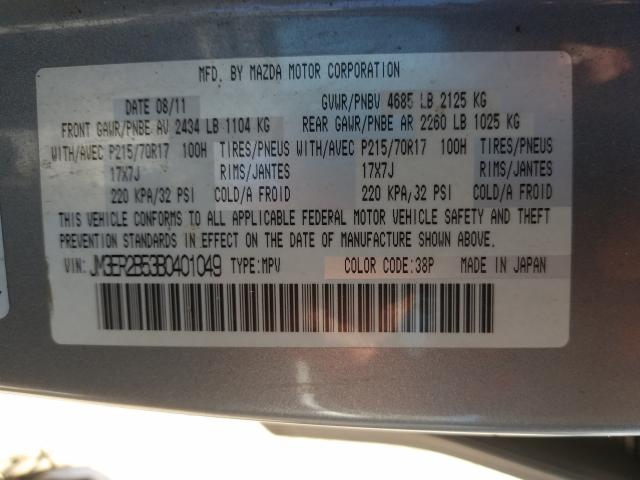 MFD. BY MAZDA MOTOR CORPORATION
DATE 08/11 GVWR/PNBV 4685 LB 2125 KG
FRONT GAWR/PNBE AV 2434 LB 1104 KG REAR GAWR/PNBE AR 2260 LB 1025 KG
WITH/AVEC P215/70R17 100H TIRES/PNEUS WITH/AVEC P215/70R17 100H TIRES/PNEUS
17X7J RIMS/JANTES 17X7J RIMS/JANTES
220 KPA/32 PSI COLD/A FROID 220 KPA/32 PSI COLD/A FROID
THIS VEHICLE CONFORMS TO ALL APPLICABLE FEDERAL MOTOR VEHICLE SAFETY AND THEFT
PREVENTION STANDARDS IN EFFECT ON THE DATE OF MANUFACTURE SHOWN ABOVE.
VIN: JM3ER2B53B0401049 TYPE: MPV COLOR CODE: 38P MADE IN JAPAN